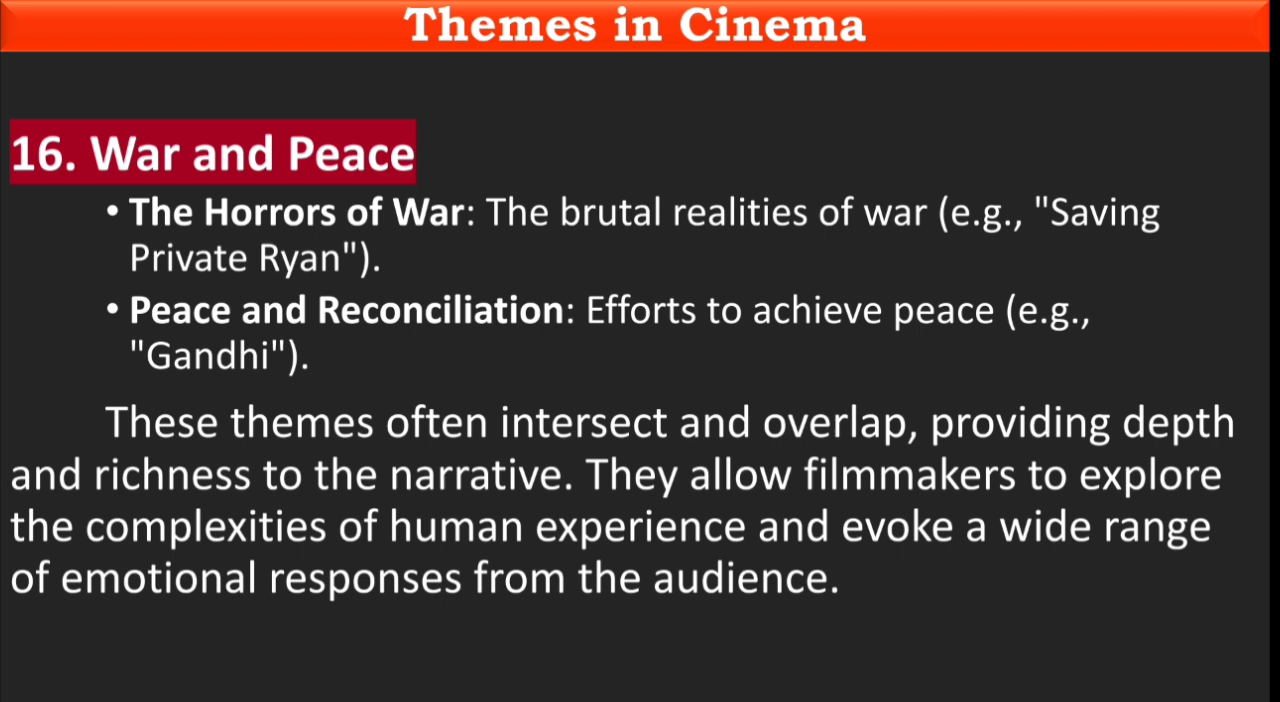 Themes in Cinema
16. War and Peace
• The Horrors of War: The brutal realities of war (e.g., "Saving
Private Ryan").
• Peace and Reconciliation: Efforts to achieve peace (e.g.,
"Gandhi").
These themes often intersect and overlap, providing depth
and richness to the narrative. They allow filmmakers to explore
the complexities of human experience and evoke a wide range
of emotional responses from the audience.